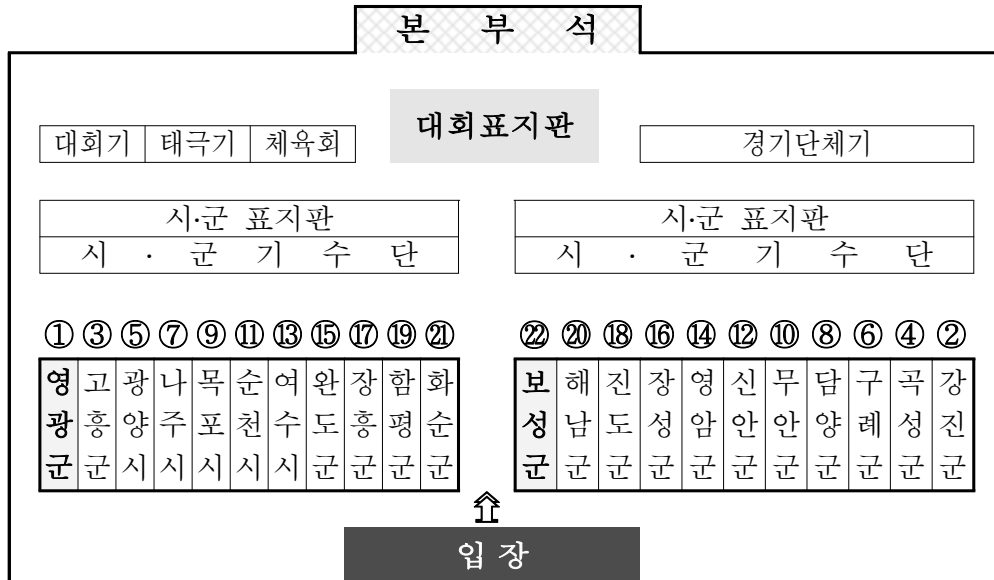 본 부 석
대회표지판
대회기 태극기 체육회
경기단체기
시·군 표지판
시 · 군 기 수 단
시·군 표지판
시 · 군 기 수 단
① ③ ⑤ ⑦ ⑨ ⑪ ⑬ ⑮ ⑰ ⑲ ㉑
영광군 고흥군 광양시 나주시 목포시 순천시 여수시 완도군 장흥군 함평군 화순군
㉒ ⑳ ⑱ ⑯ ⑭ ⑫ ⑩ ⑧ ⑥ ④ ②
보성군 해남군 진도군 장성군 영암군 신안군 무안군 담양군 구례군 곡성군 강진군
입 장